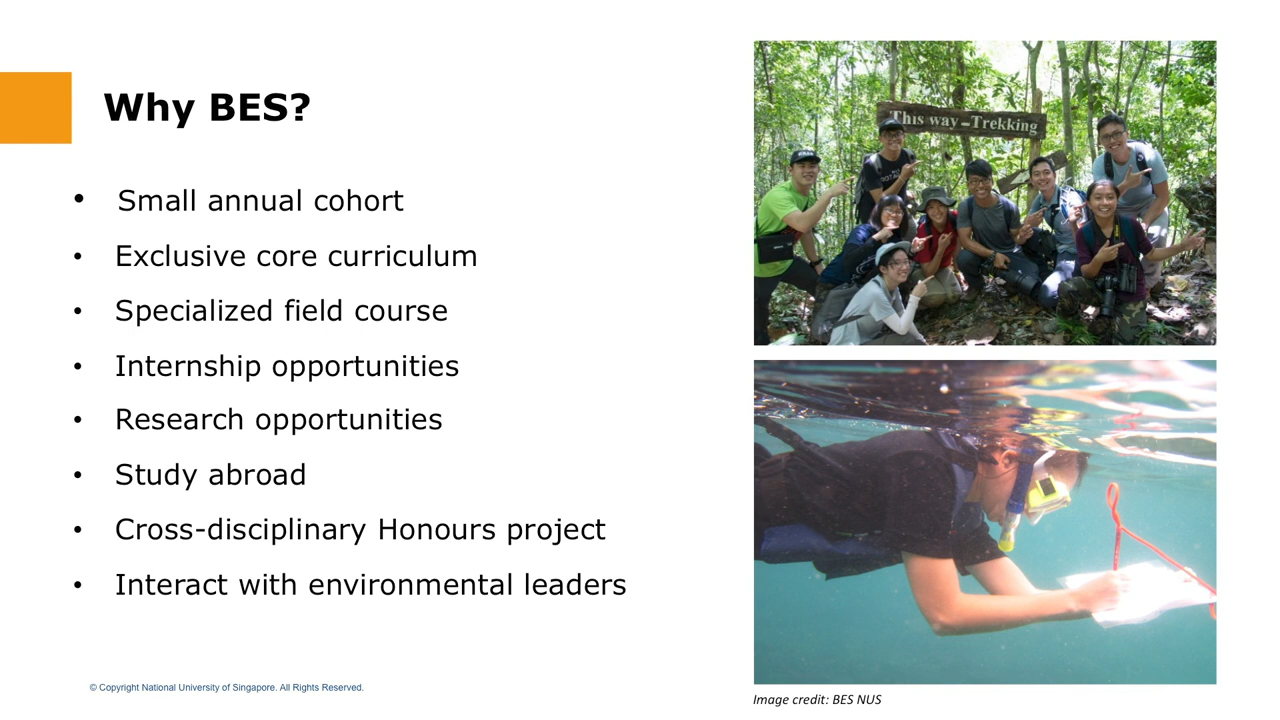 Why BES?
• Small annual cohort
• Exclusive core curriculum
• Specialized field course
• Internship opportunities
• Research opportunities
• Study abroad
• Cross-disciplinary Honours project
• Interact with environmental leaders
This way-Trekking
© Copyright National University of Singapore. All Rights Reserved.
Image credit: BES NUS